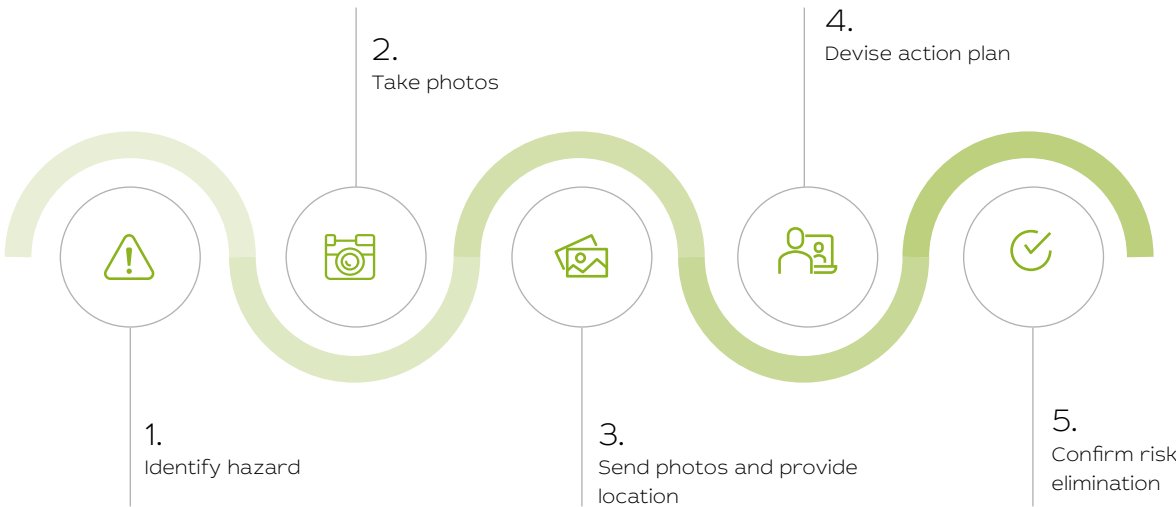 1.
Identify hazard
2.
Take photos
3.
Send photos and provide
location
4.
Devise action plan
5.
Confirm risk
elimination